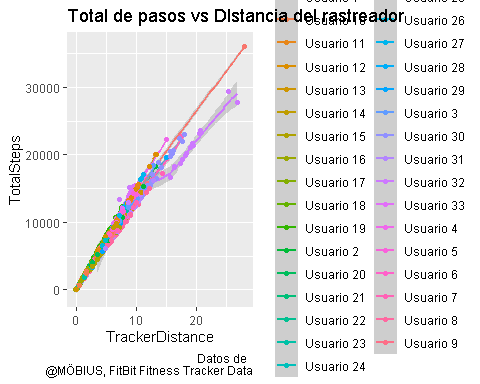 Total de pasos vs DIstancia del rastreador
TotalSteps
30000
20000
10000
0
0
10
20
TrackerDistance
Datos de
@MÖBIUS, FitBit Fitness Tracker Data
Usuario 11
Usuario 12
Usuario 13
Usuario 14
Usuario 15
Usuario 16
Usuario 17
Usuario 18
Usuario 19
Usuario 2
Usuario 20
Usuario 21
Usuario 22
Usuario 23
Usuario 24
Usuario 26
Usuario 27
Usuario 28
Usuario 29
Usuario 3
Usuario 30
Usuario 31
Usuario 32
Usuario 33
Usuario 4
Usuario 5
Usuario 6
Usuario 7
Usuario 8
Usuario 9